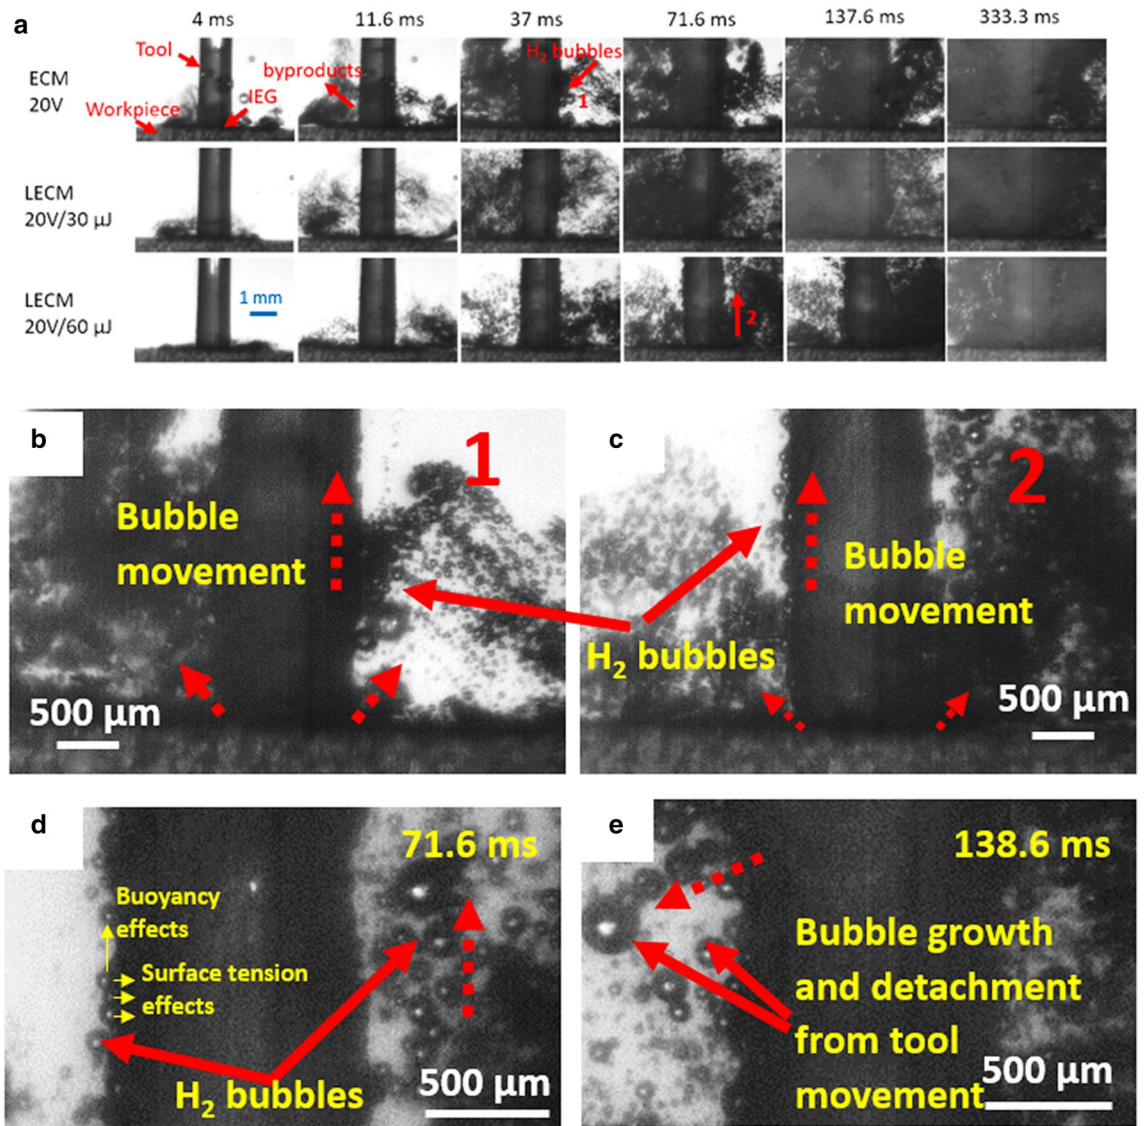 a
4 ms
11.6 ms
37 ms
71.6 ms
137.6 ms
333.3 ms
ECM
20V
Tool
Workpiece
IEG
byproducts
H₂ bubbles
1
LECM
20V/30 µJ
LECM
20V/60 µJ
1 mm
2
b
1
Bubble
movement
500 µm
c
2
Bubble
movement
H₂ bubbles
500 µm
d
71.6 ms
Buoyancy
effects
Surface tension
effects
H₂ bubbles
500 µm
e
138.6 ms
Bubble growth
and detachment
from tool
movement
500 µm